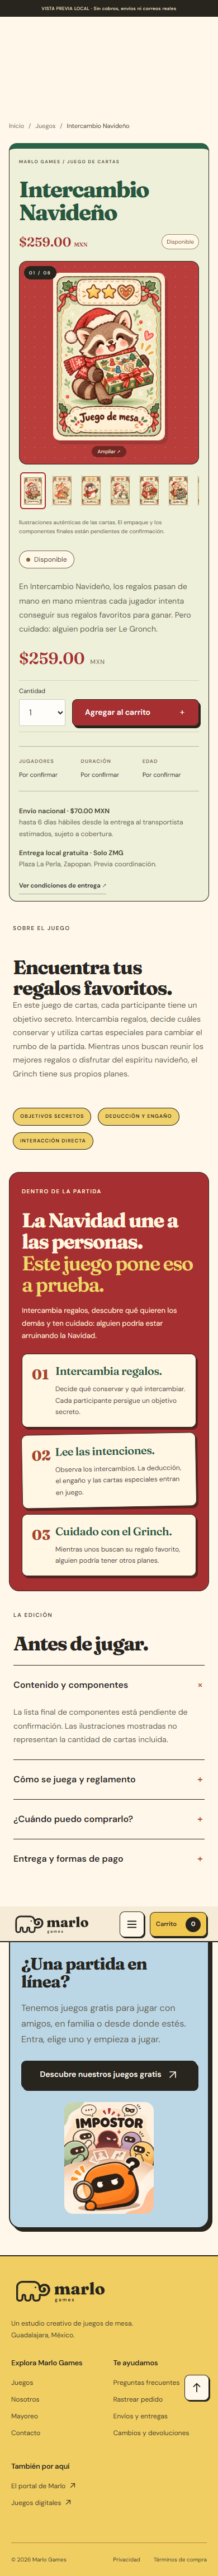 VISTA PREVIA LOCAL · Sin cobros, envíos ni correos reales
Inicio / Juegos / Intercambio Navideño
MARLO GAMES / JUEGO DE CARTAS
Intercambio
Navideño
$259.00 MXN
Disponible
01 / 06
Juego de mesa
Ampliar ↗
Ilustraciones auténticas de las cartas. El empaque y los
componentes finales están pendientes de confirmación.
Disponible
En Intercambio Navideño, los regalos pasan de
mano en mano mientras cada jugador intenta
conseguir sus regalos favoritos para ganar. Pero
cuidado: alguien podría ser Le Gronch.
$259.00 MXN
Cantidad
1
Agregar al carrito +
JUGADORES DURACIÓN EDAD
Por confirmar Por confirmar Por confirmar
Envío nacional · $70.00 MXN
hasta 6 días hábiles desde la entrega al transportista
estimados, sujeto a cobertura.
Entrega local gratuita · Solo ZMG
Plaza La Perla, Zapopan. Previa coordinación.
Ver condiciones de entrega ↗
SOBRE EL JUEGO
Encuentra tus
regalos favoritos.
En este juego de cartas, cada participante tiene un
objetivo secreto. Intercambia regalos, decide cuáles
conservar y utiliza cartas especiales para cambiar el
rumbo de la partida. Mientras unos buscan reunir los
mejores regalos o disfrutar del espíritu navideño, el
Grinch tiene sus propios planes.
OBJETIVOS SECRETOS
DEDUCCIÓN Y ENGAÑO
INTERACCIÓN DIRECTA
DENTRO DE LA PARTIDA
La Navidad une a
las personas.
Este juego pone eso
a prueba.
Intercambia regalos, descubre qué quieren los
demás y ten cuidado: alguien podría estar
arruinando la Navidad.
01 Intercambia regalos.
Decide qué conservar y qué intercambiar.
Cada participante persigue un objetivo
secreto.
02 Lee las intenciones.
Observa los intercambios. La deducción,
el engaño y las cartas especiales entran
en juego.
03 Cuidado con el Grinch.
Mientras unos buscan su regalo favorito,
alguien podría tener otros planes.
LA EDICIÓN
Antes de jugar.
Contenido y componentes ×
La lista final de componentes está pendiente de
confirmación. Las ilustraciones mostradas no
representan la cantidad de cartas incluida.
Cómo se juega y reglamento +
¿Cuándo puedo comprarlo? +
Entrega y formas de pago +
marlo
games
Carrito 0
¿Una partida en
línea?
Tenemos juegos gratis para jugar con
amigos, en familia o desde donde estés.
Entra, elige uno y empieza a jugar.
Descubre nuestros juegos gratis
IMPOSTOR
?
marlo
games
Un estudio creativo de juegos de mesa.
Guadalajara, México.
Explora Marlo Games
Juegos
Nosotros
Mayoreo
Contacto
Te ayudamos
Preguntas frecuentes
Rastrear pedido
Envíos y entregas
Cambios y devoluciones
También por aquí
El portal de Marlo
Juegos digitales
© 2026 Marlo Games
Privacidad
Términos de compra